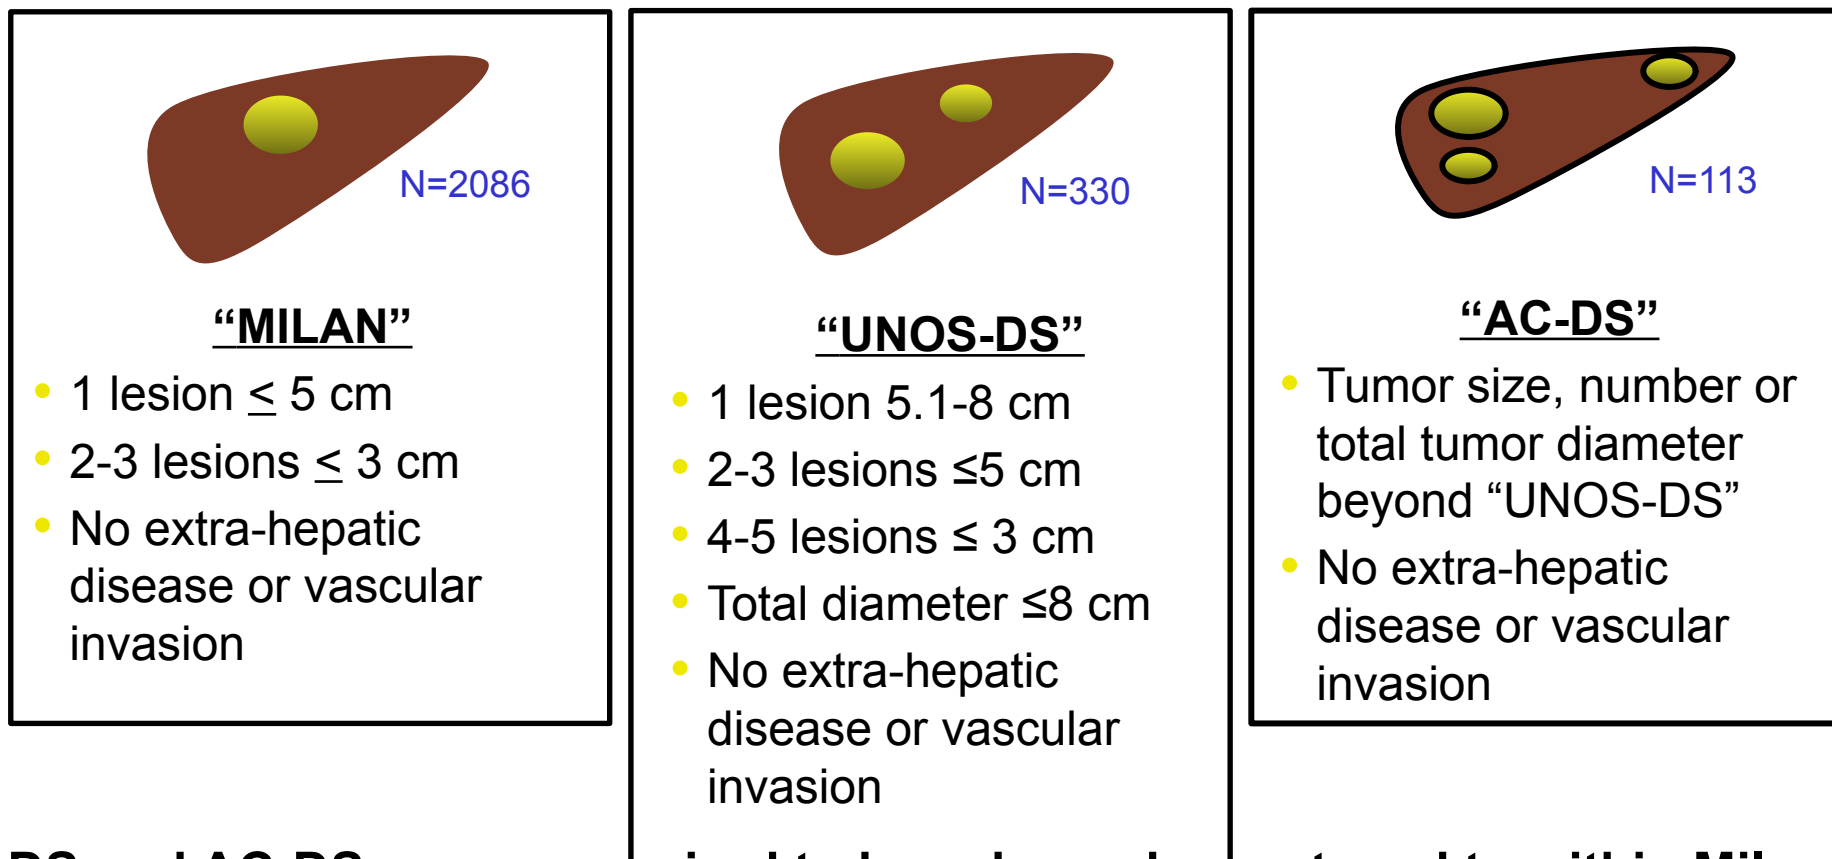 N=2086
“MILAN”
• 1 lesion ≤ 5 cm
• 2-3 lesions ≤ 3 cm
• No extra-hepatic
disease or vascular
invasion
N=330
“UNOS-DS”
• 1 lesion 5.1-8 cm
• 2-3 lesions ≤5 cm
• 4-5 lesions ≤ 3 cm
• Total diameter ≤8 cm
• No extra-hepatic
disease or vascular
invasion
N=113
“AC-DS”
• Tumor size, number or
total tumor diameter
beyond “UNOS-DS”
• No extra-hepatic
disease or vascular
invasion